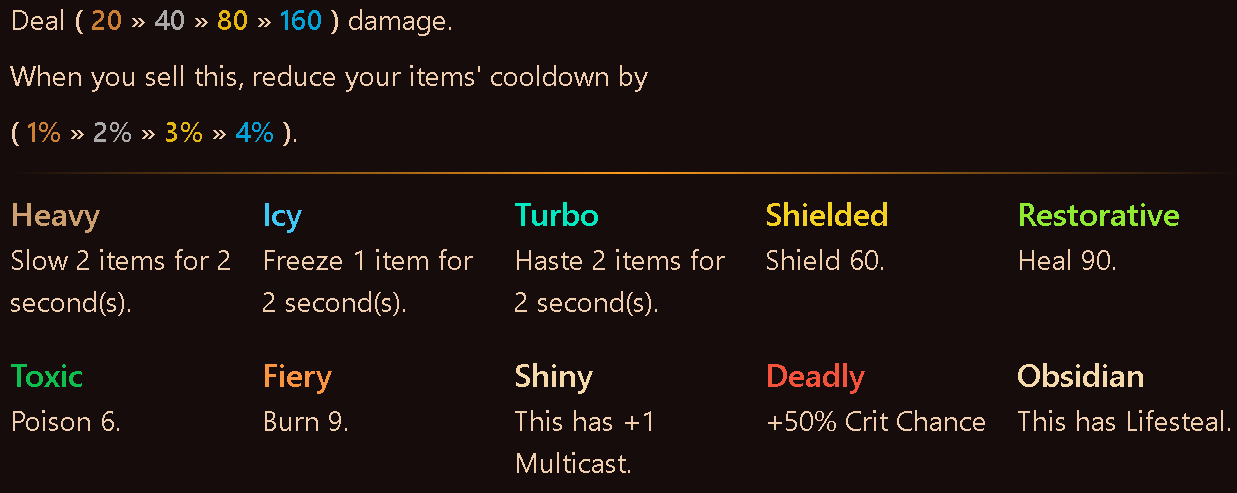 Deal ( 20 » 40 » 80 » 160 ) damage.
When you sell this, reduce your items' cooldown by
( 1% » 2% » 3% » 4% ).
Heavy
Slow 2 items for 2
second(s).
Icy
Freeze 1 item for
2 second(s).
Turbo
Haste 2 items for
2 second(s).
Shielded
Shield 60.
Restorative
Heal 90.
Toxic
Poison 6.
Fiery
Burn 9.
Shiny
This has +1
Multicast.
Deadly
+50% Crit Chance
Obsidian
This has Lifesteal.